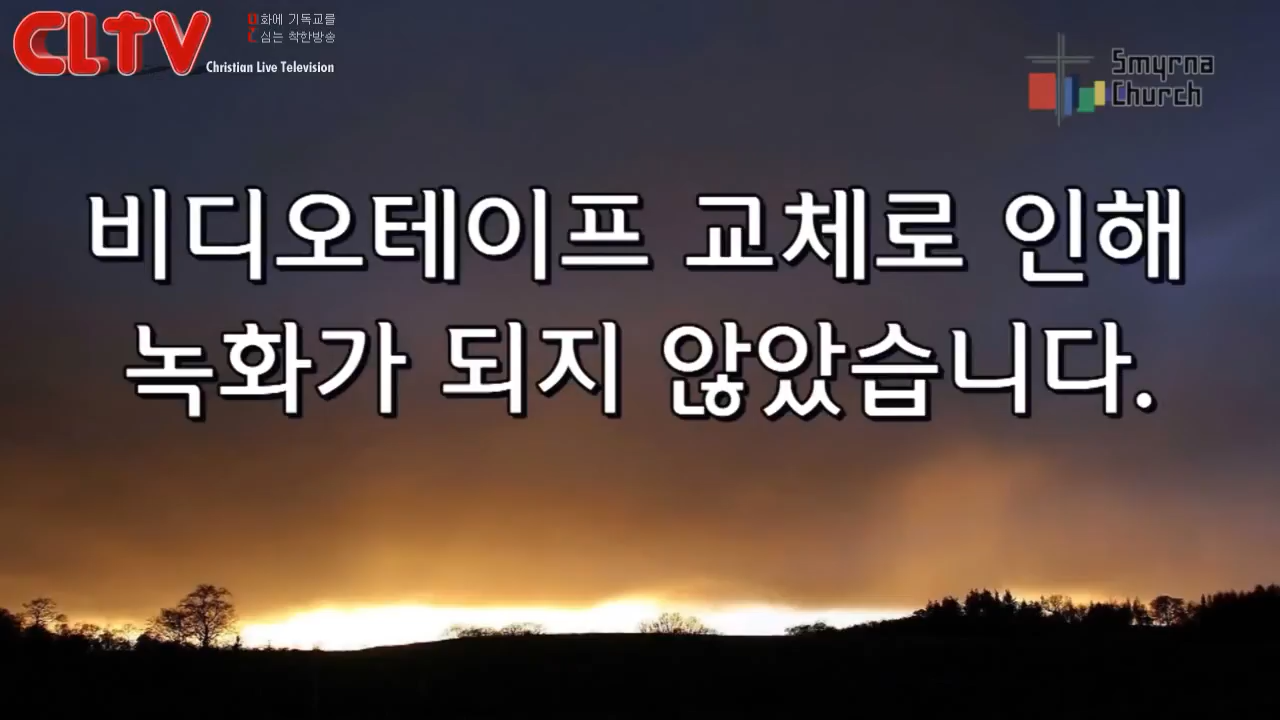 CLTV
미화에 기독교를
디심는 착한방송
Christian Live Television
Smyrna
Church
비디오테이프 교체로 인해
녹화가 되지 않았습니다.